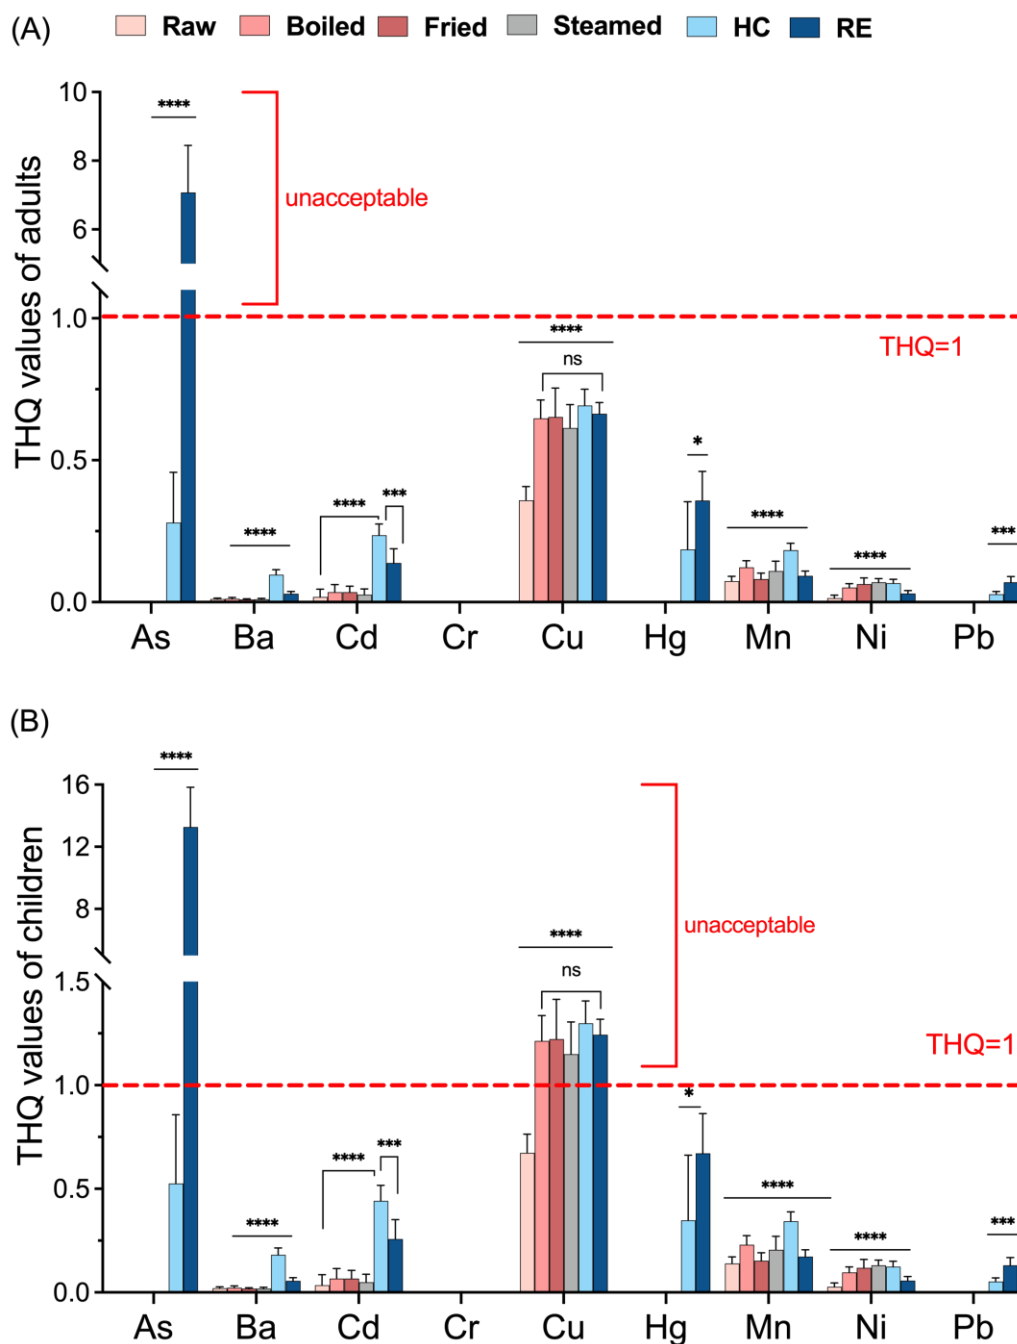 (A) Raw Boiled Fried Steamed HC RE
THQ values of adults
10
8
6
1.0
0.5
0.0
****
unacceptable
THQ=1
****
****
***
****
ns
*
****
****
***
As Ba Cd Cr Cu Hg Mn Ni Pb
(B)
THQ values of children
16
12
8
1.5
1.0
0.5
0.0
****
unacceptable
THQ=1
****
****
***
****
ns
*
****
****
***
As Ba Cd Cr Cu Hg Mn Ni Pb